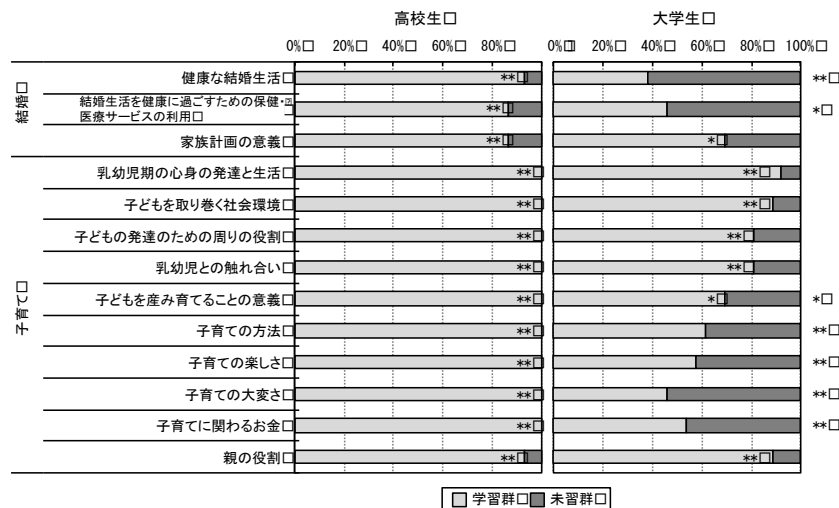 高校生□ 大学生□
0%□ 20%□ 40%□ 60%□ 80%□ 0%□ 20%□ 40%□ 60%□ 80%□ 100%□
結婚□
健康な結婚生活□ **□ **□
結婚生活を健康に過ごすための保健・
医療サービスの利用□ **□ *□
家族計画の意義□ **□ *□
子育て□
乳幼児期の心身の発達と生活□ **□ **□
子どもを取り巻く社会環境□ **□ **□
子どもの発達のための周りの役割□ **□ **□
乳幼児との触れ合い□ **□ **□
子どもを産み育てることの意義□ **□ *□ *□
子育ての方法□ **□ **□
子育ての楽しさ□ **□ **□
子育ての大変さ□ **□ **□
子育てに関わるお金□ **□ **□
親の役割□ **□ **□
学習群□ 未習群□